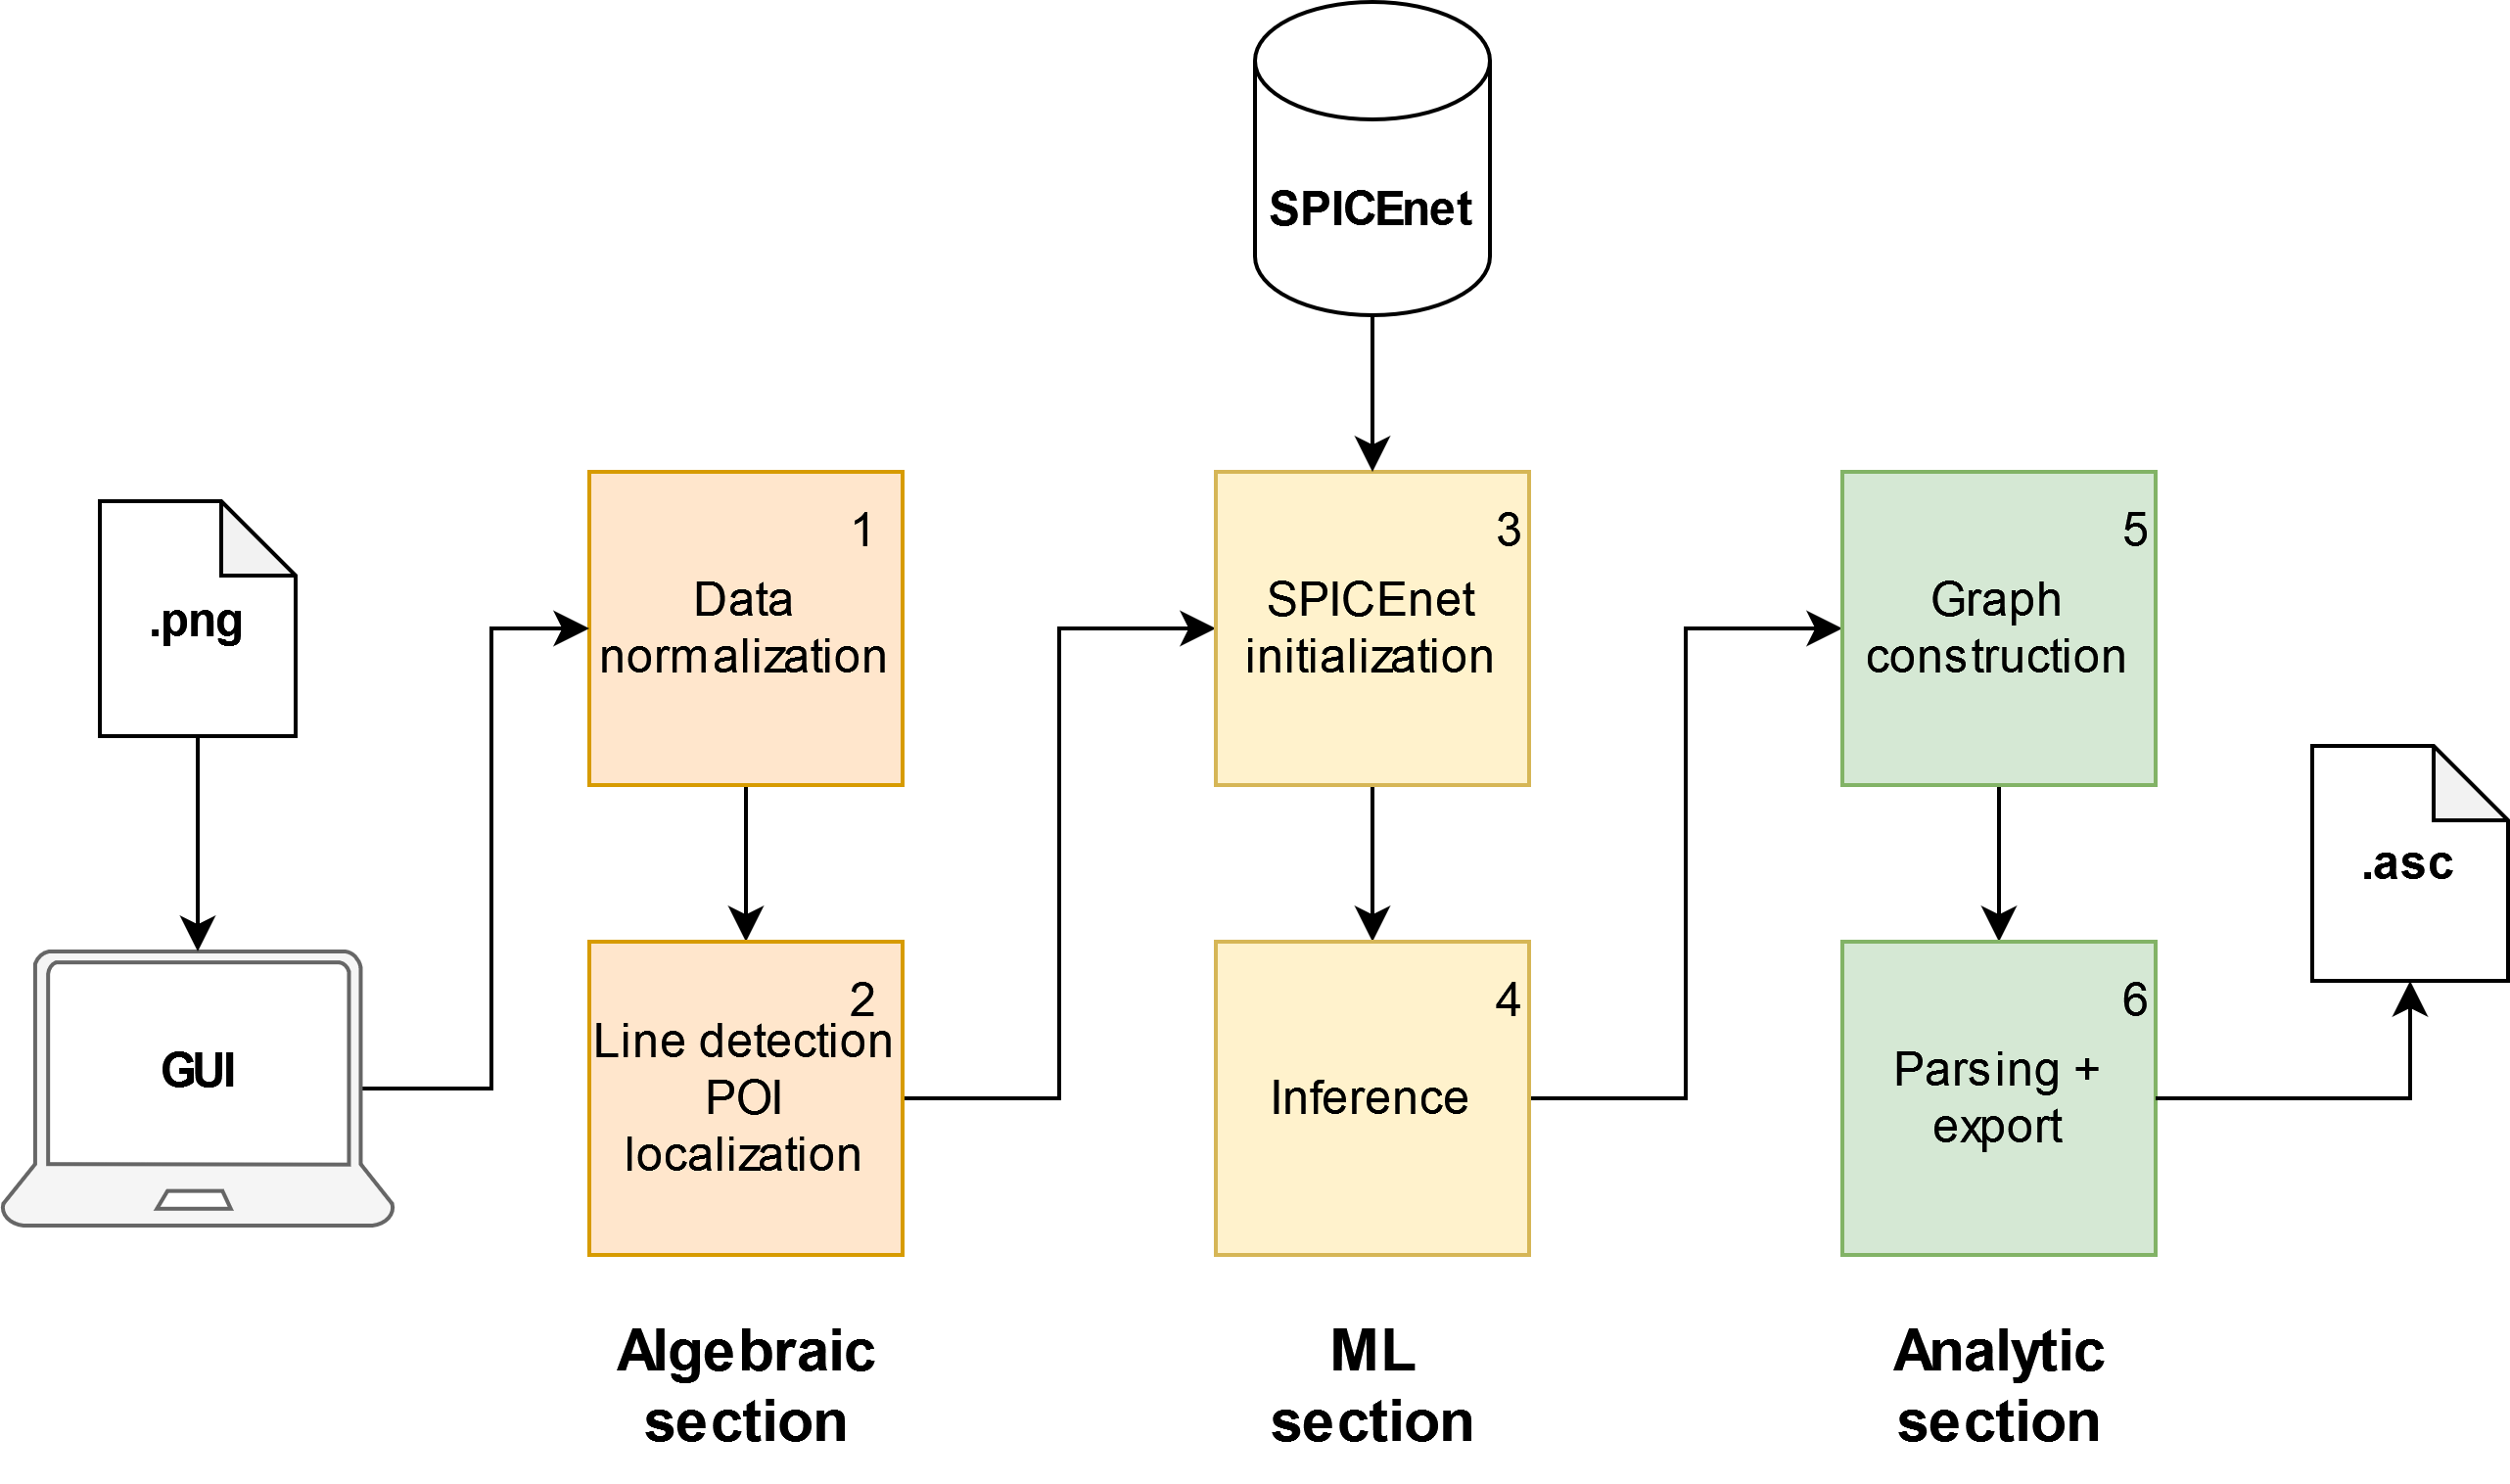 SPICEnet
.png
GUI
1
Data
normalization
2
Line detection
POI
localization
3
SPICEnet
initialization
4
Inference
5
Graph
construction
6
Parsing +
export
.asc
Algebraic
section
ML
section
Analytic
section